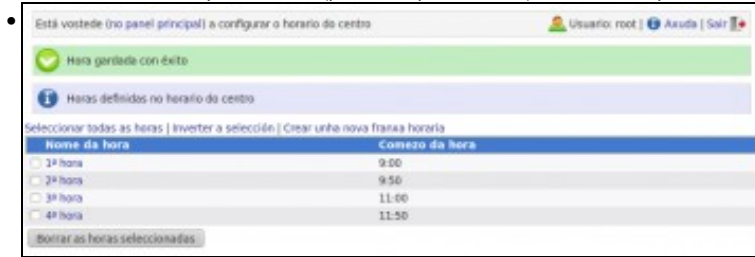 Está vostede (no panel principal) a configurar o horario do centro
Usuario: root | Axuda | Sair
Hora gardada con éxito
Horas definidas no horario do centro
Seleccionar todas as horas | Inverter a selección | Crear unha nova franxa horaria
Nome da hora Comezo da hora
1ª hora 9:00
2ª hora 9:50
3ª hora 11:00
4ª hora 11:50
Borrar as horas seleccionadas